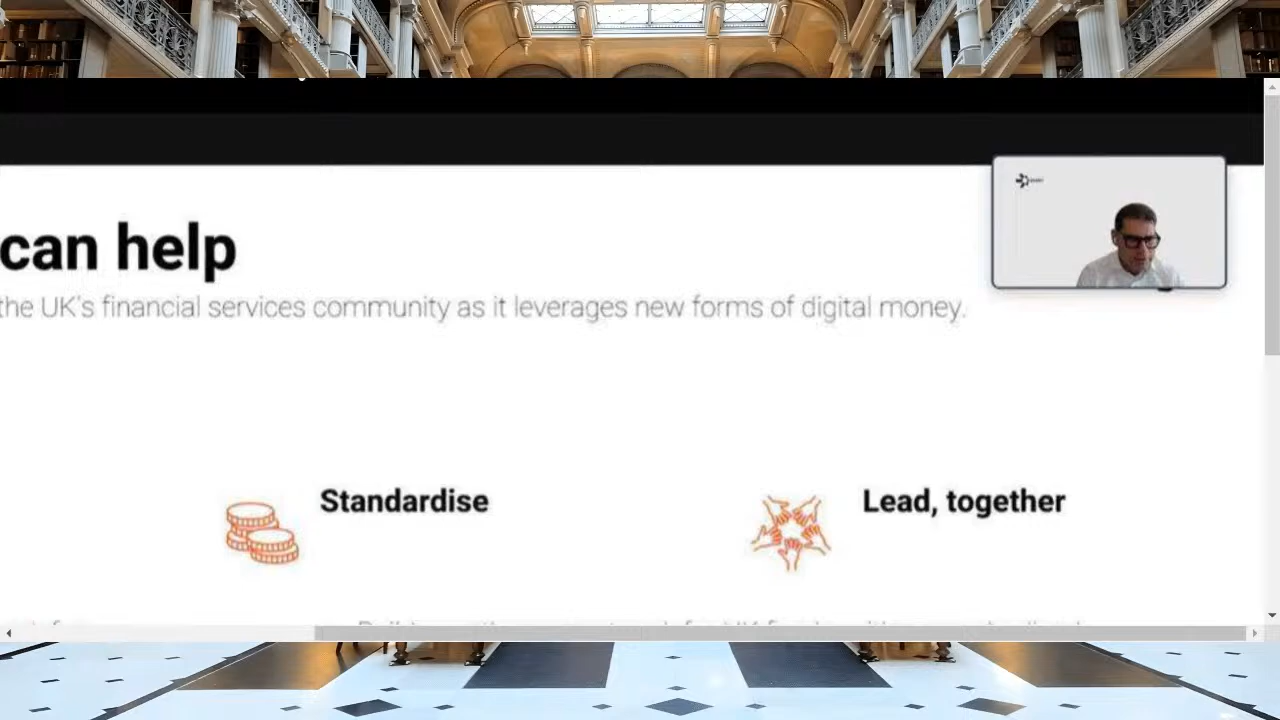 can help
the UK's financial services community as it leverages new forms of digital money.
Standardise
Lead, together